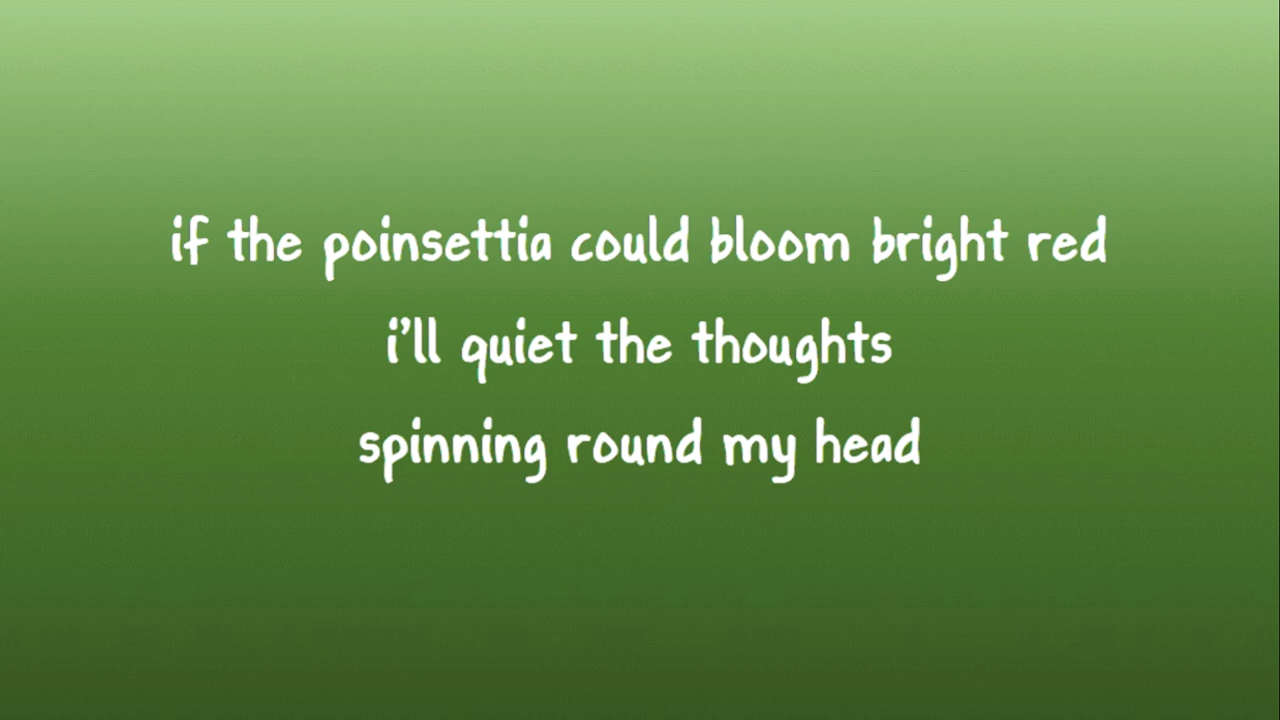 if the poinsettia could bloom bright red
i'll quiet the thoughts
spinning round my head